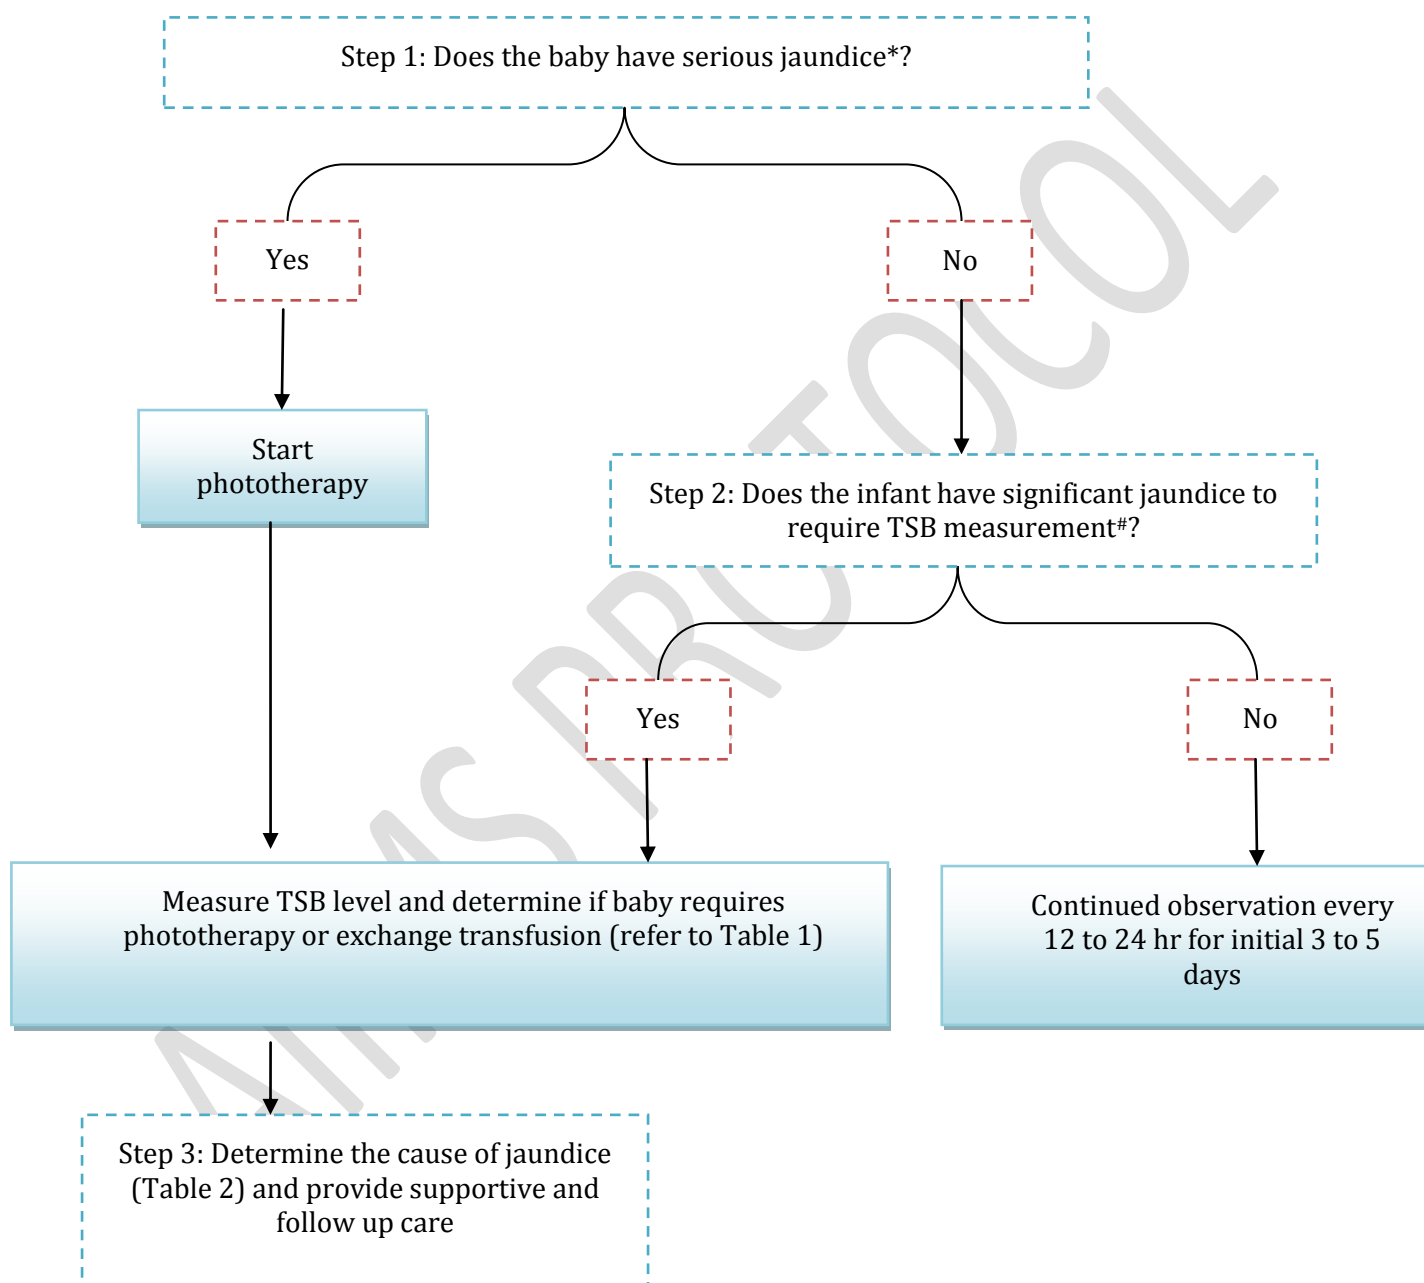 Step 1: Does the baby have serious jaundice*?
Yes
No
Start
phototherapy
Step 2: Does the infant have significant jaundice to
require TSB measurement#?
Yes
No
Measure TSB level and determine if baby requires
phototherapy or exchange transfusion (refer to Table 1)
Continued observation every
12 to 24 hr for initial 3 to 5
days
Step 3: Determine the cause of jaundice
(Table 2) and provide supportive and
follow up care
AIIMS PROTOCOL